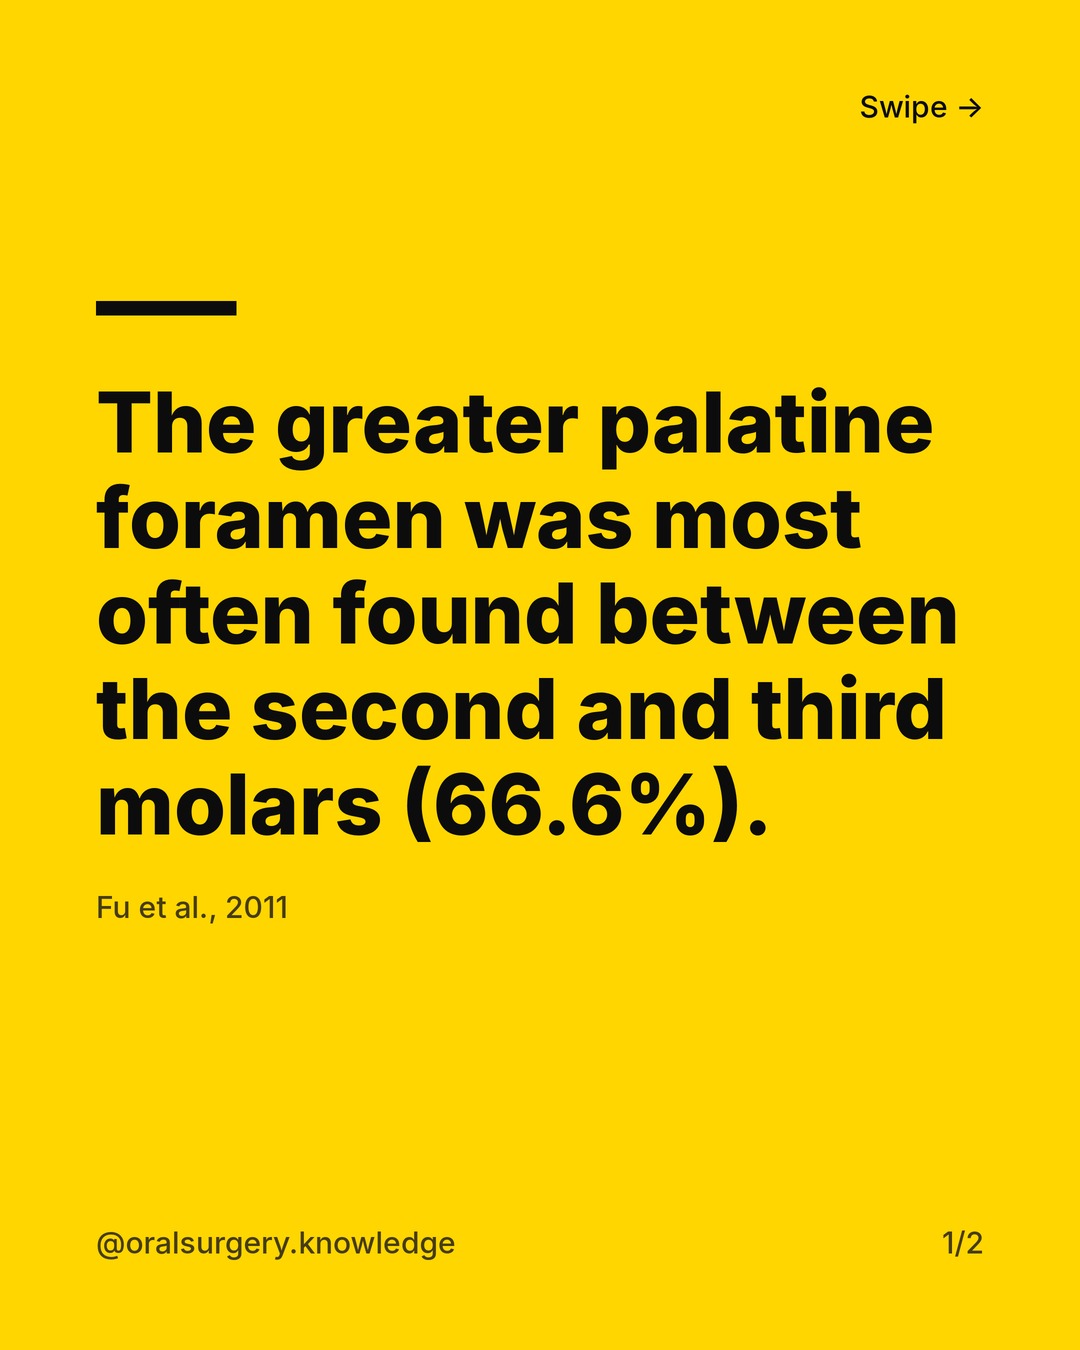 Swipe →
The greater palatine
foramen was most
often found between
the second and third
molars (66.6%).
Fu et al., 2011
@oralsurgery.knowledge
1/2